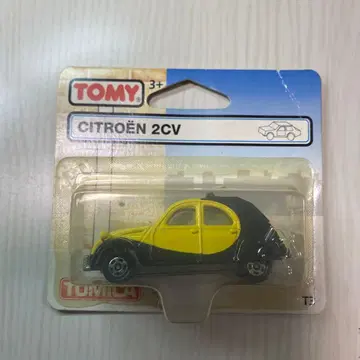 TOMY
3+
CITROËN 2CV
TOMICA